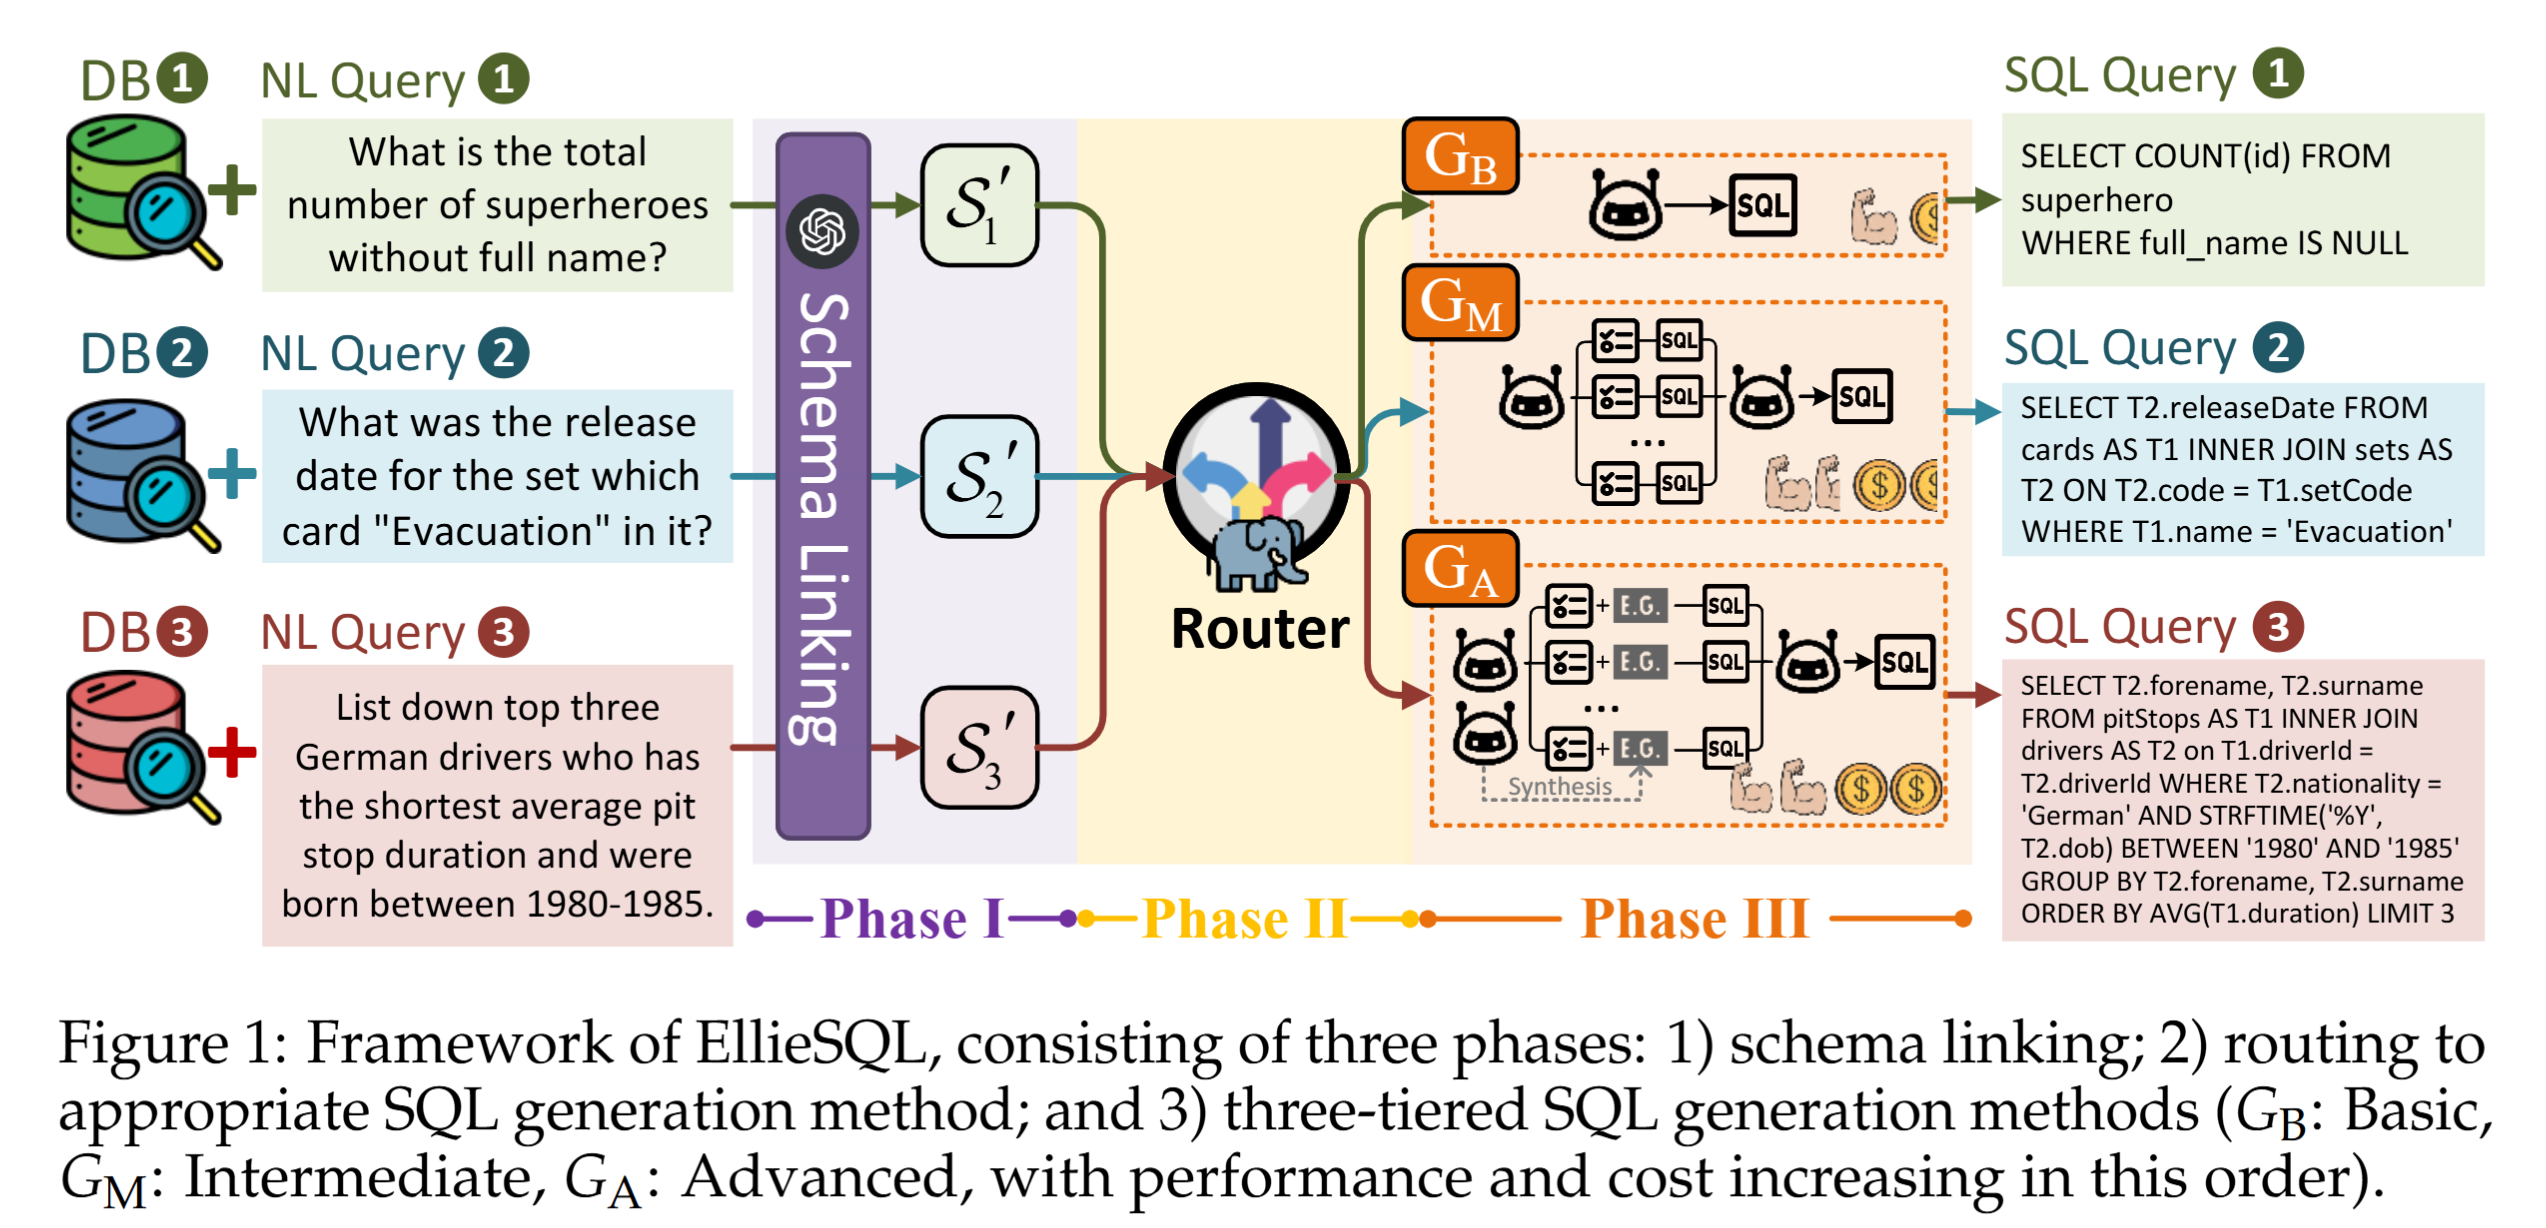 DB 1
NL Query 1
What is the total
number of superheroes
without full name?
DB 2
NL Query 2
What was the release
date for the set which
card "Evacuation" in it?
DB 3
NL Query 3
List down top three
German drivers who has
the shortest average pit
stop duration and were
born between 1980-1985.
Schema Linking
S′1
S′2
S′3
Router
GB
SQL
GM
SQL
SQL
...
SQL
SQL
GA
+ E.G. SQL
+ E.G. SQL
SQL
...
+ E.G. SQL
Synthesis
Phase I
Phase II
Phase III
SQL Query 1
SELECT COUNT(id) FROM
superhero
WHERE full_name IS NULL
SQL Query 2
SELECT T2.releaseDate FROM
cards AS T1 INNER JOIN sets AS
T2 ON T2.code = T1.setCode
WHERE T1.name = 'Evacuation'
SQL Query 3
SELECT T2.forename, T2.surname
FROM pitStops AS T1 INNER JOIN
drivers AS T2 on T1.driverId =
T2.driverId WHERE T2.nationality =
'German' AND STRFTIME('%Y',
T2.dob) BETWEEN '1980' AND '1985'
GROUP BY T2.forename, T2.surname
ORDER BY AVG(T1.duration) LIMIT 3
Figure 1: Framework of EllieSQL, consisting of three phases: 1) schema linking; 2) routing to
appropriate SQL generation method; and 3) three-tiered SQL generation methods (GB: Basic,
GM: Intermediate, GA: Advanced, with performance and cost increasing in this order).